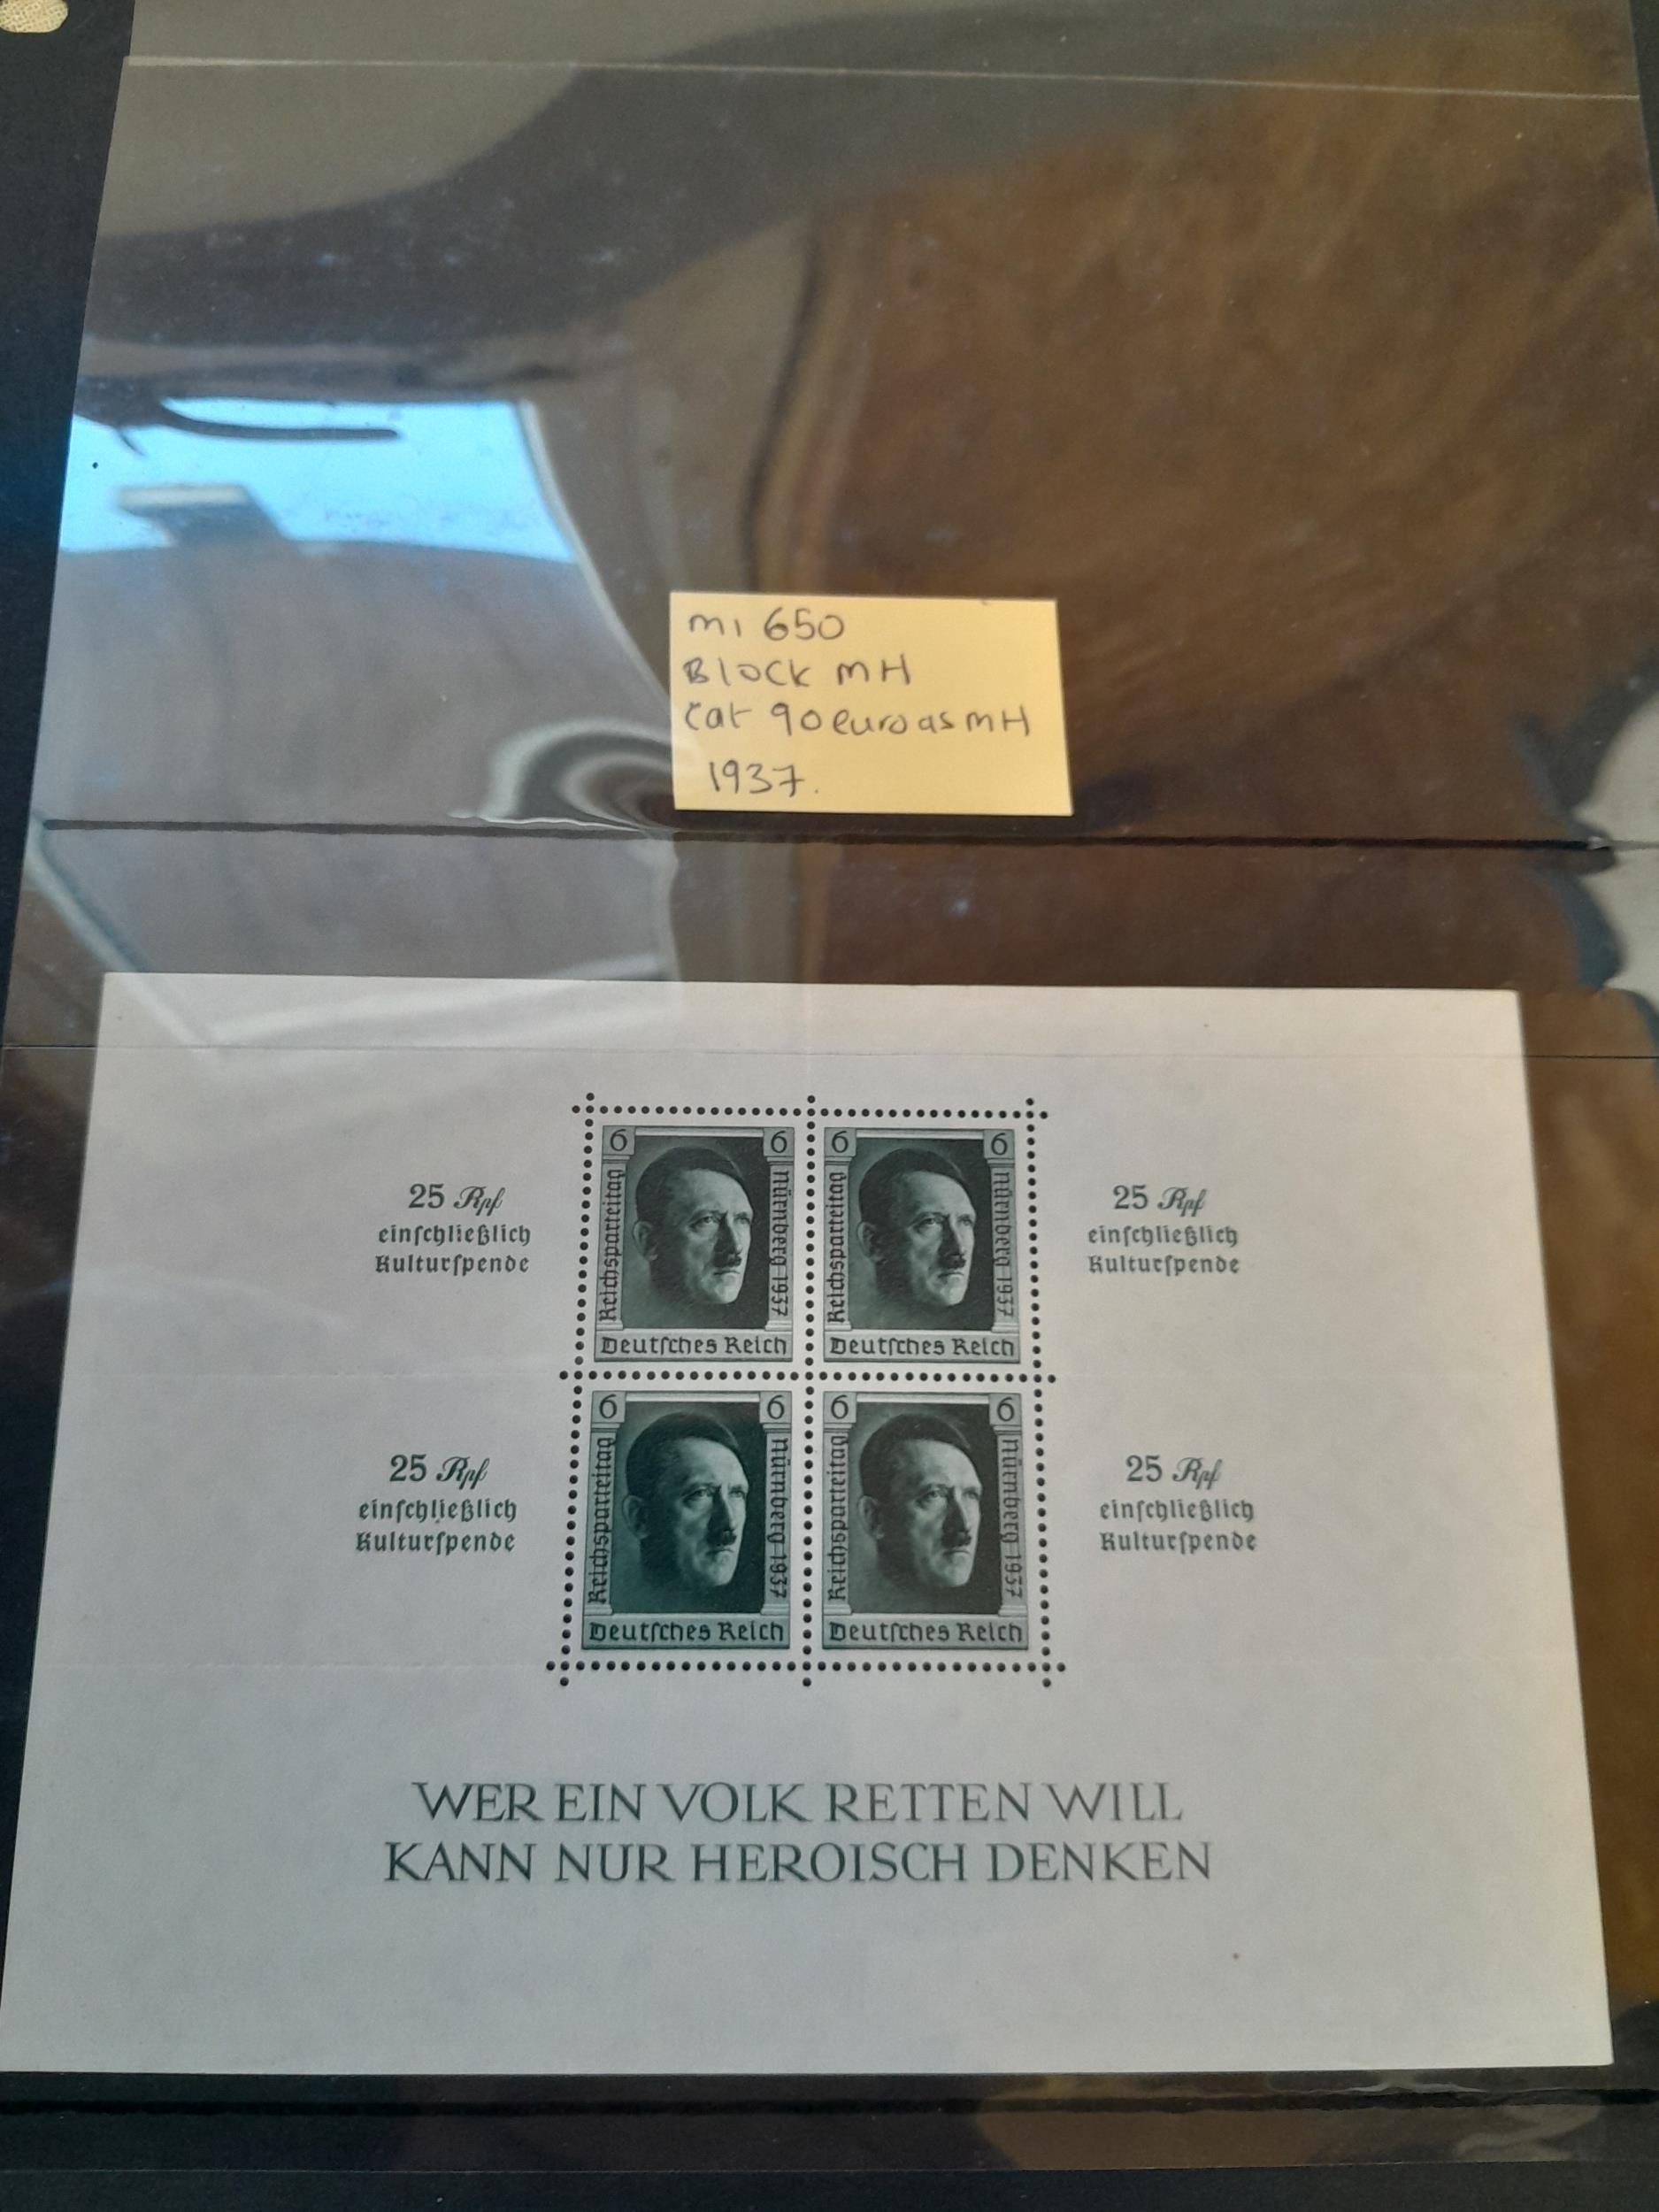 mi 650
Block MH
Cat 90 euro as MH
1937.
25 Rpf
einſchließlich
Kulturſpende
6 6
Reichsparteitag
Nürnberg 1937
Deutſches Reich
6 6
Reichsparteitag
Nürnberg 1937
Deutſches Reich
25 Rpf
einſchließlich
Kulturſpende
25 Rpf
einſchließlich
Kulturſpende
6 6
Reichsparteitag
Nürnberg 1937
Deutſches Reich
6 6
Reichsparteitag
Nürnberg 1937
Deutſches Reich
25 Rpf
einſchließlich
Kulturſpende
WER EIN VOLK RETTEN WILL
KANN NUR HEROISCH DENKEN